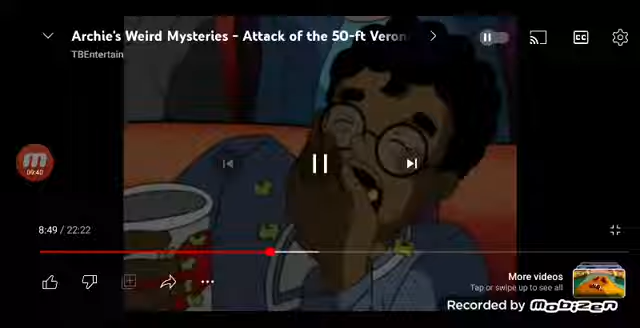 Archie's Weird Mysteries - Attack of the 50-ft Veron
TBEntertain
CC
09:40
8:49 / 22:22
More videos
Tap or swipe up to see all
Recorded by Mobizen